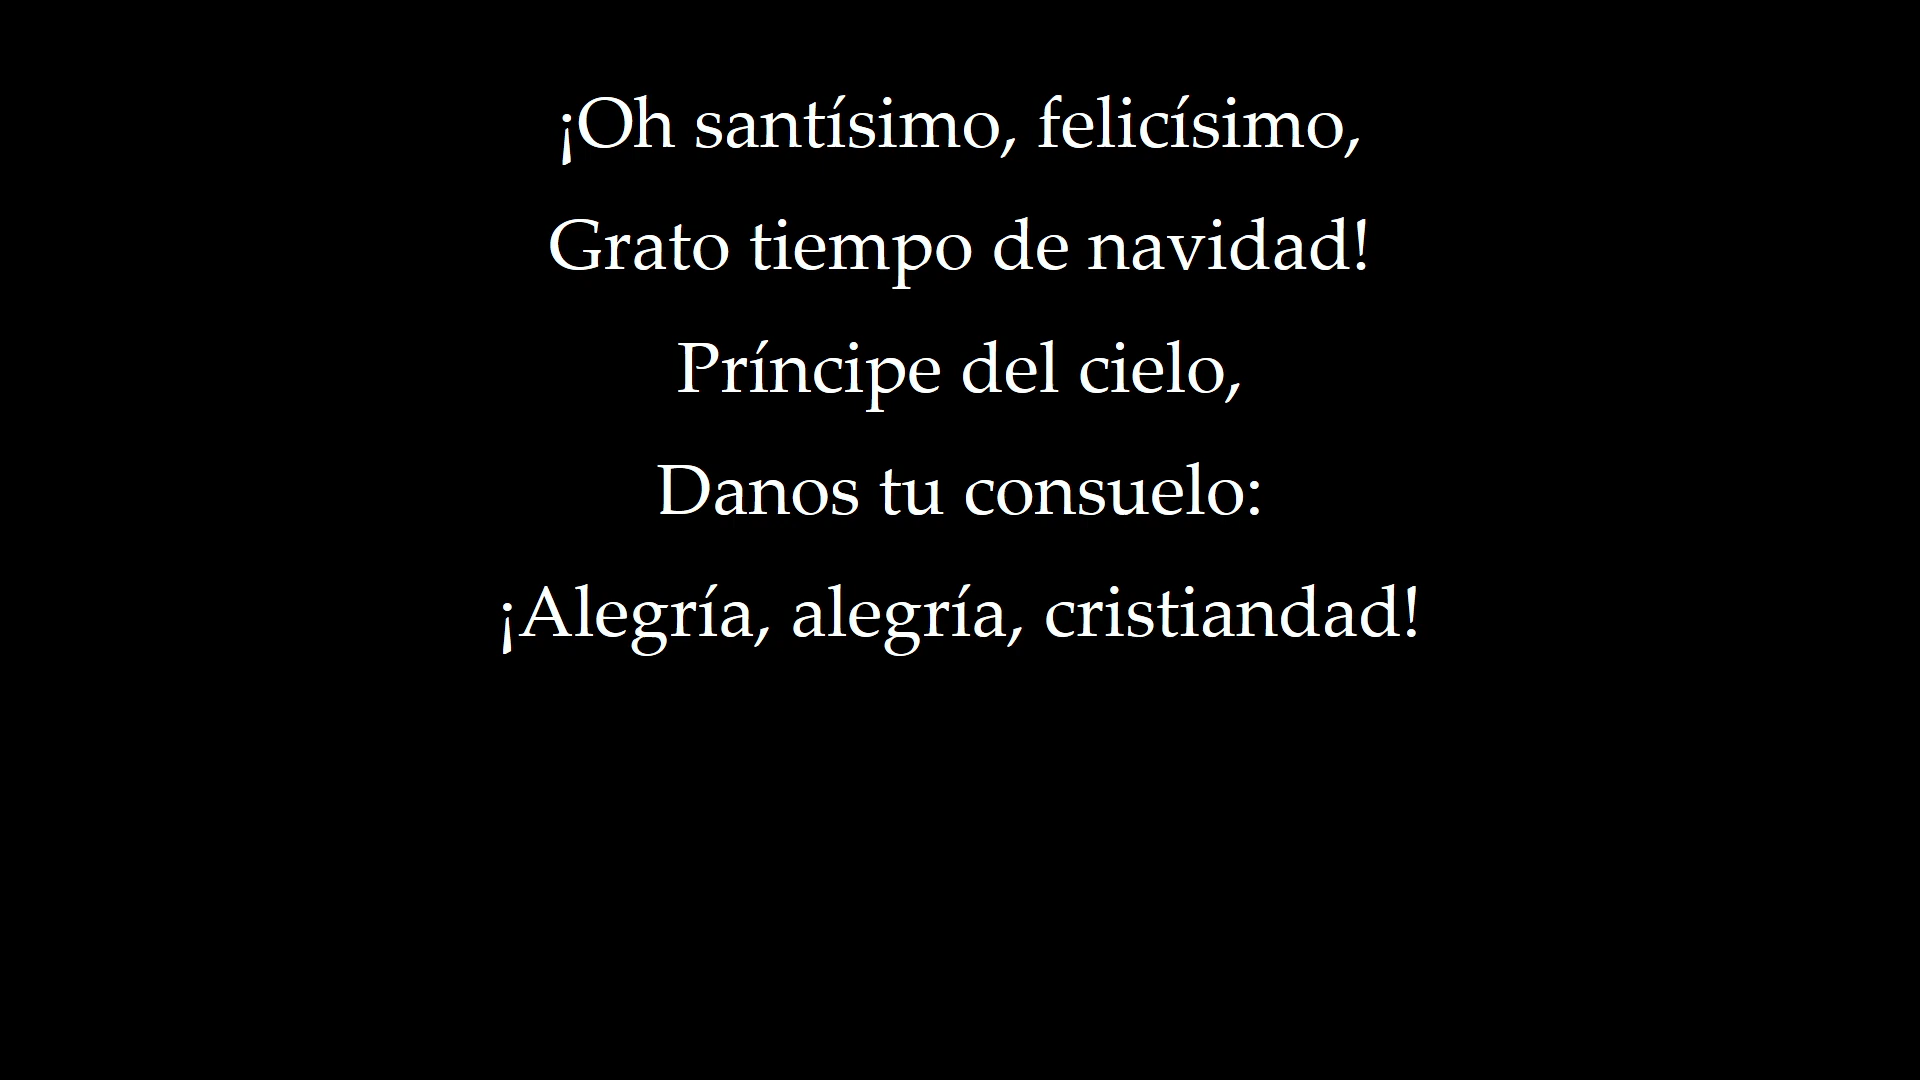 ¡Oh santísimo, felicísimo,
Grato tiempo de navidad!
Príncipe del cielo,
Danos tu consuelo:
¡Alegría, alegría, cristiandad!